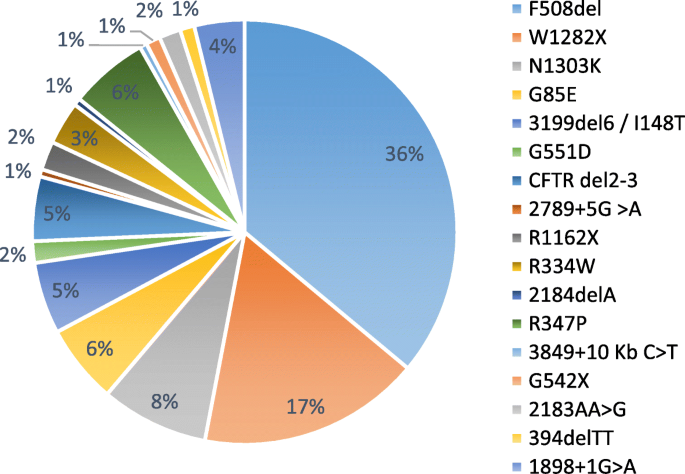 F508del
W1282X
N1303K
G85E
3199del6 / I148T
G551D
CFTR del2-3
2789+5G >A
R1162X
R334W
2184delA
R347P
3849+10 Kb C>T
G542X
2183AA>G
394delTT
1898+1G>A
36%
17%
8%
6%
5%
2%
5%
1%
2%
3%
1%
6%
1%
1%
2%
1%
4%